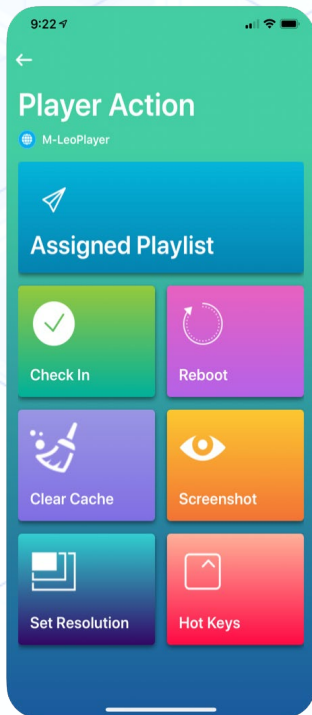 9:22
Player Action
M-LeoPlayer
Assigned Playlist
Check In
Reboot
Clear Cache
Screenshot
Set Resolution
Hot Keys